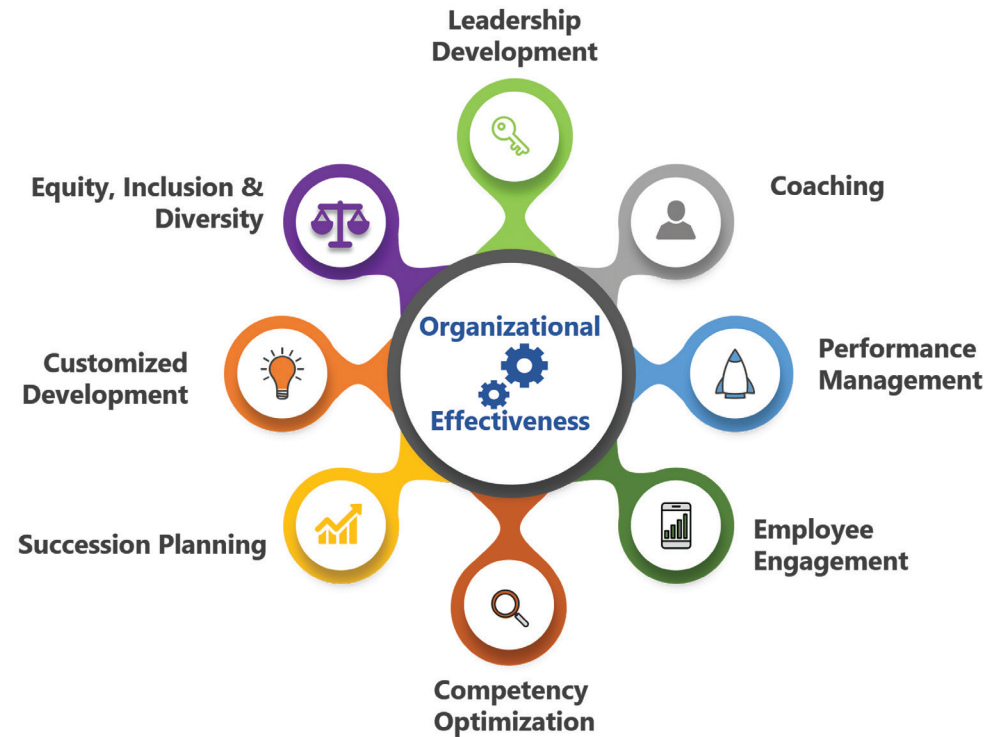 Leadership
Development
Equity, Inclusion &
Diversity
Coaching
Organizational
Effectiveness
Customized
Development
Performance
Management
Succession Planning
Employee
Engagement
Competency
Optimization